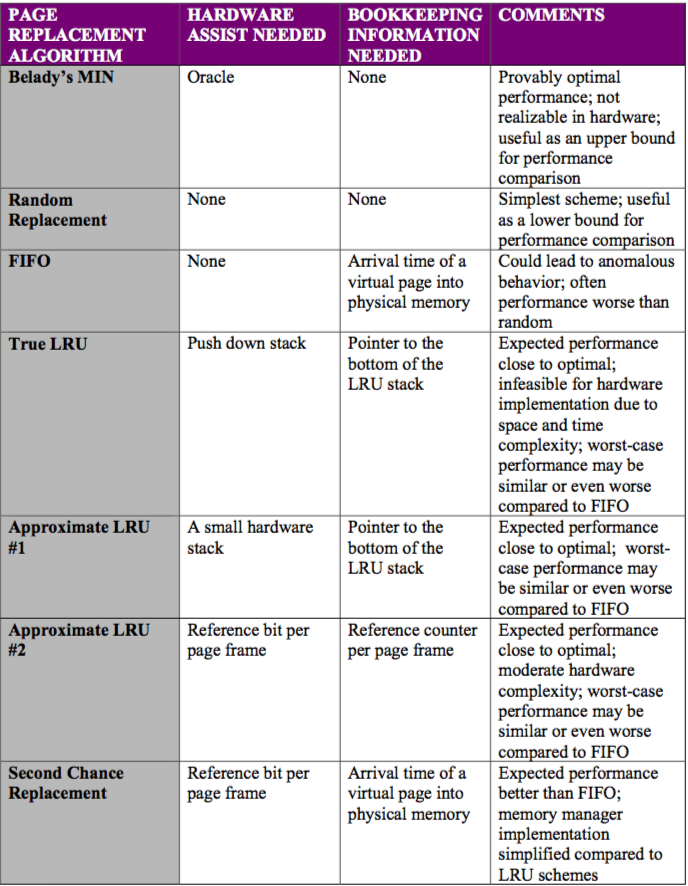 PAGE
REPLACEMENT
ALGORITHM
HARDWARE
ASSIST NEEDED
BOOKKEEPING
INFORMATION
NEEDED
COMMENTS
Belady's MIN
Oracle
None
Provably optimal
performance; not
realizable in hardware;
useful as an upper bound
for performance
comparison
Random
Replacement
None
None
Simplest scheme; useful
as a lower bound for
performance comparison
FIFO
None
Arrival time of a
virtual page into
physical memory
Could lead to anomalous
behavior; often
performance worse than
random
True LRU
Push down stack
Pointer to the
bottom of the
LRU stack
Expected performance
close to optimal;
infeasible for hardware
implementation due to
space and time
complexity; worst-case
performance may be
similar or even worse
compared to FIFO
Approximate LRU
#1
A small hardware
stack
Pointer to the
bottom of the
LRU stack
Expected performance
close to optimal; worst-
case performance may
be similar or even worse
compared to FIFO
Approximate LRU
#2
Reference bit per
page frame
Reference counter
per page frame
Expected performance
close to optimal;
moderate hardware
complexity; worst-case
performance may be
similar or even worse
compared to FIFO
Second Chance
Replacement
Reference bit per
page frame
Arrival time of a
virtual page into
physical memory
Expected performance
better than FIFO;
memory manager
implementation
simplified compared to
LRU schemes